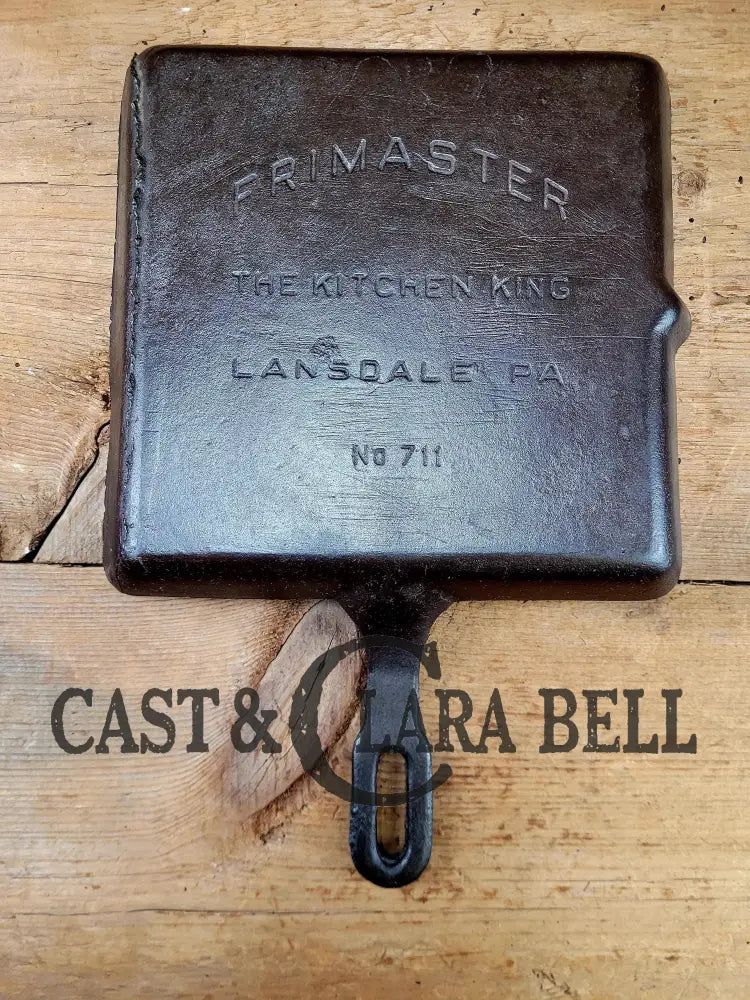 FRIMASTER
THE KITCHEN KING
LANSDALE PA
No 711
CAST & CLARA BELL